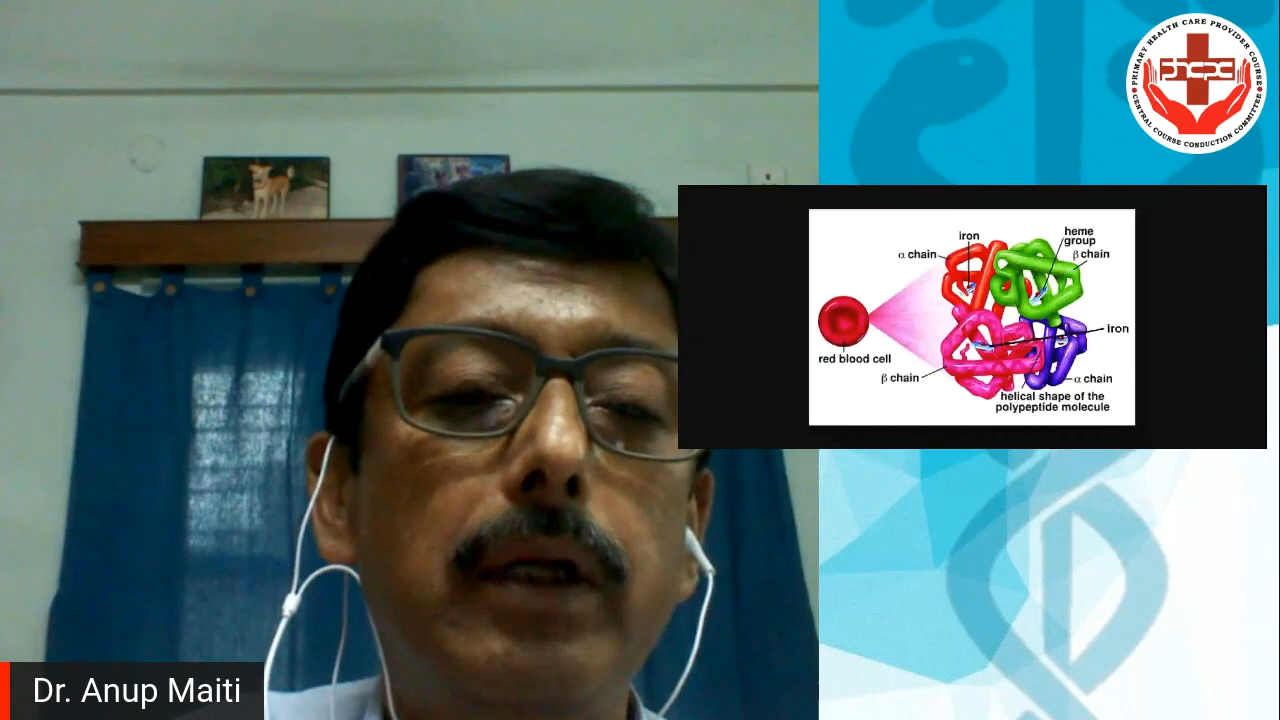 PRIMARY HEALTH CARE PROVIDER COURSE
phcpc
CENTRAL COURSE CONDUCTION COMMITTEE
iron
heme
group
α chain
β chain
iron
red blood cell
β chain
α chain
helical shape of the
polypeptide molecule
Dr. Anup Maiti